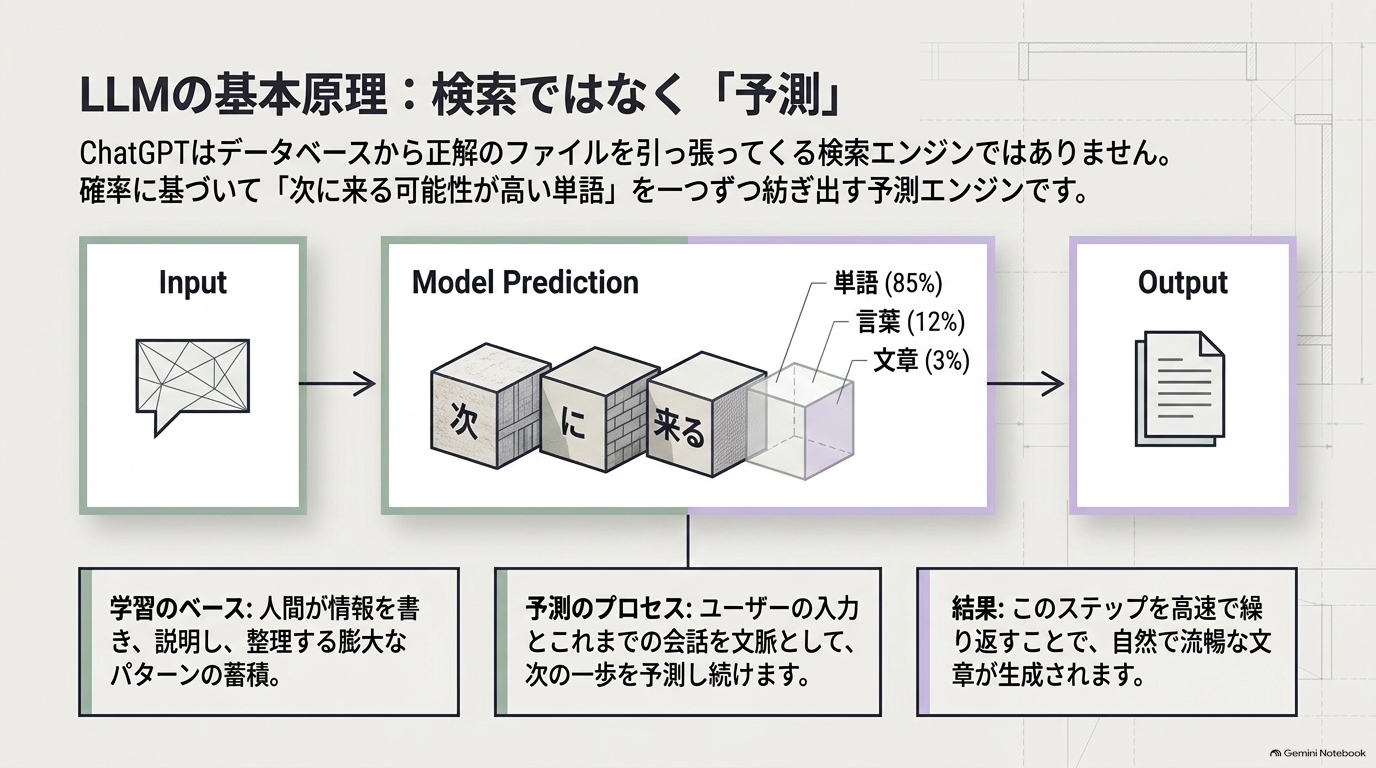 LLMの基本原理：検索ではなく「予測」
ChatGPTはデータベースから正解のファイルを引っ張ってくる検索エンジンではありません。
確率に基づいて「次に来る可能性が高い単語」を一つずつ紡ぎ出す予測エンジンです。
Input
Model Prediction
単語 (85%)
言葉 (12%)
文章 (3%)
次
に
来る
Output
学習のベース: 人間が情報を書
き、説明し、整理する膨大な
パターンの蓄積。
予測のプロセス: ユーザーの入力
とこれまでの会話を文脈として、
次の一歩を予測し続けます。
結果: このステップを高速で繰
り返すことで、自然で流暢な文
章が生成されます。
Gemini Notebook